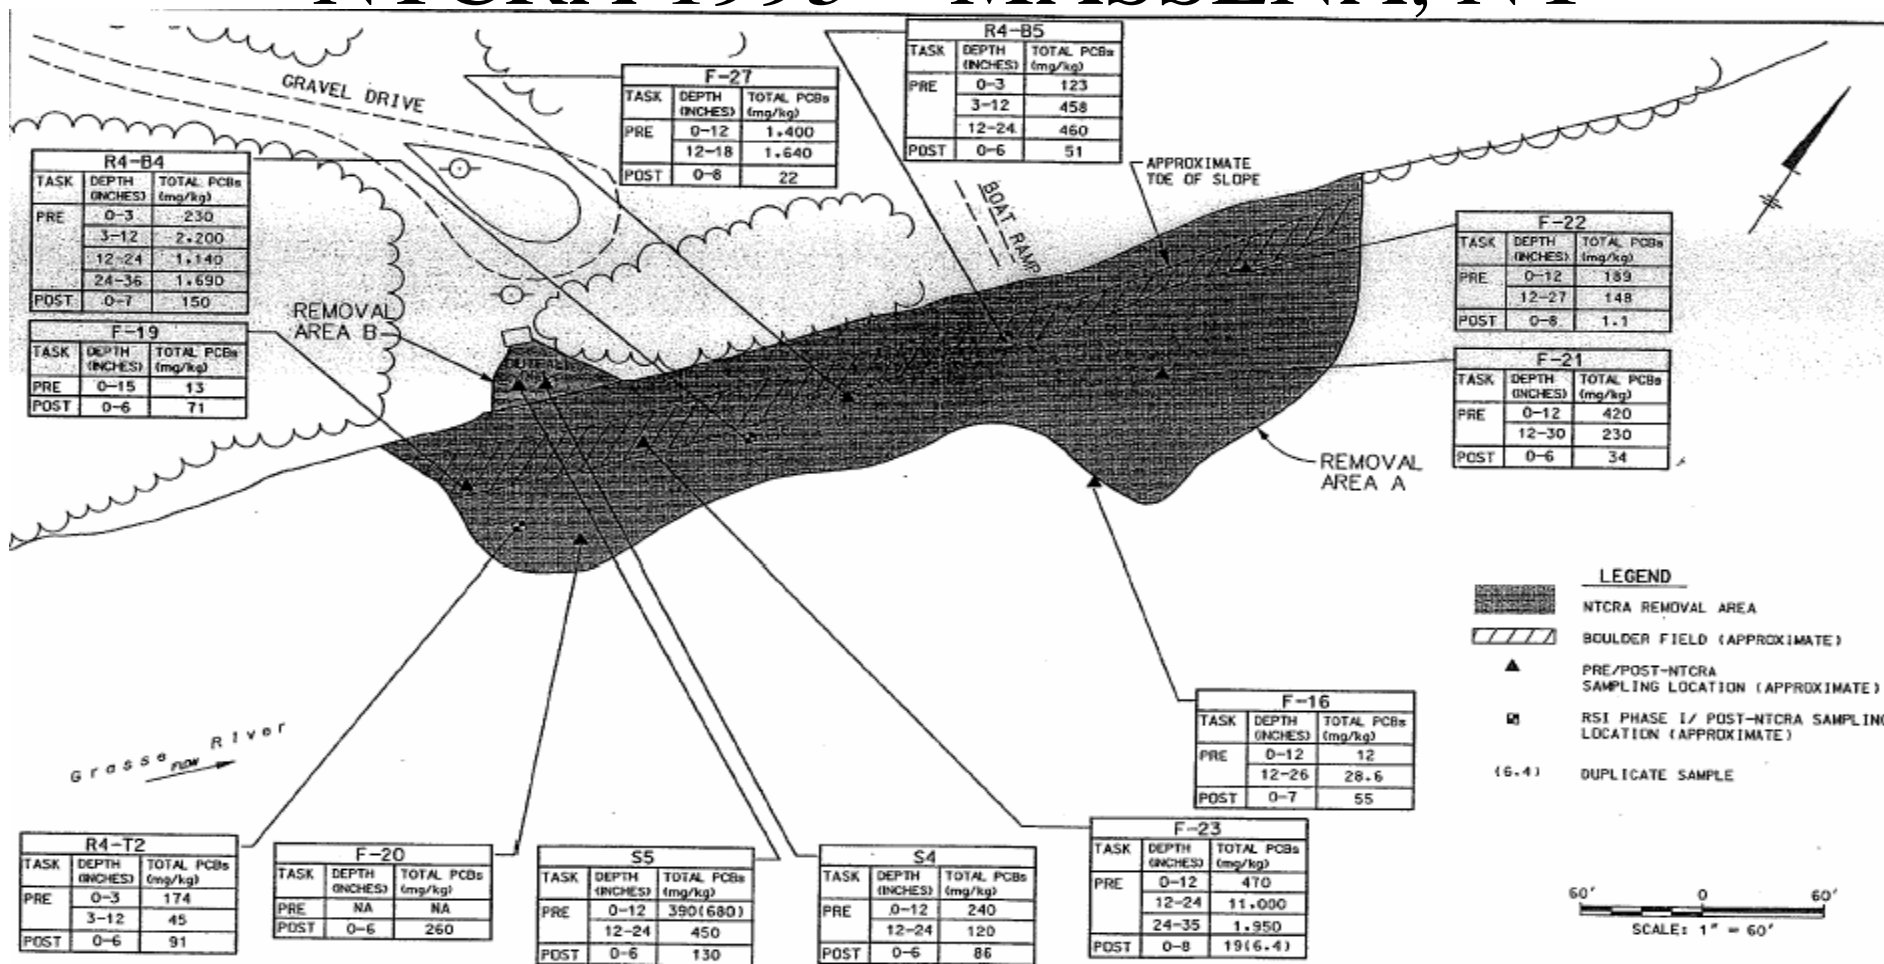 NTCRA 1995 – MASSENA, NY
GRAVEL DRIVE
R4-B4
TASK DEPTH (INCHES) TOTAL PCBs (mg/kg)
PRE 0-3 230
3-12 2.200
12-24 1.140
24-36 1.690
POST 0-7 150
F-19
TASK DEPTH (INCHES) TOTAL PCBs (mg/kg)
PRE 0-15 13
POST 0-6 71
REMOVAL
AREA B
F-27
TASK DEPTH (INCHES) TOTAL PCBs (mg/kg)
PRE 0-12 1.400
12-18 1.640
POST 0-8 22
R4-B5
TASK DEPTH (INCHES) TOTAL PCBs (mg/kg)
PRE 0-3 123
3-12 458
12-24 460
POST 0-6 51
BOAT RAMP
APPROXIMATE
TOE OF SLOPE
F-22
TASK DEPTH (INCHES) TOTAL PCBs (mg/kg)
PRE 0-12 189
12-27 148
POST 0-8 1.1
F-21
TASK DEPTH (INCHES) TOTAL PCBs (mg/kg)
PRE 0-12 420
12-30 230
POST 0-6 34
REMOVAL
AREA A
Grasse River
FLOW
R4-T2
TASK DEPTH (INCHES) TOTAL PCBs (mg/kg)
PRE 0-3 174
3-12 45
POST 0-6 91
F-20
TASK DEPTH (INCHES) TOTAL PCBs (mg/kg)
PRE NA NA
POST 0-6 260
S5
TASK DEPTH (INCHES) TOTAL PCBs (mg/kg)
PRE 0-12 390(680)
12-24 450
POST 0-6 130
S4
TASK DEPTH (INCHES) TOTAL PCBs (mg/kg)
PRE 0-12 240
12-24 120
POST 0-6 86
F-23
TASK DEPTH (INCHES) TOTAL PCBs (mg/kg)
PRE 0-12 470
12-24 11.000
24-35 1.950
POST 0-8 19(6.4)
F-16
TASK DEPTH (INCHES) TOTAL PCBs (mg/kg)
PRE 0-12 12
12-26 28.6
POST 0-7 55
LEGEND
NTCRA REMOVAL AREA
BOULDER FIELD (APPROXIMATE)
PRE/POST-NTCRA
SAMPLING LOCATION (APPROXIMATE)
RSI PHASE I/ POST-NTCRA SAMPLING
LOCATION (APPROXIMATE)
(6.4) DUPLICATE SAMPLE
60' 0 60'
SCALE: 1" = 60'